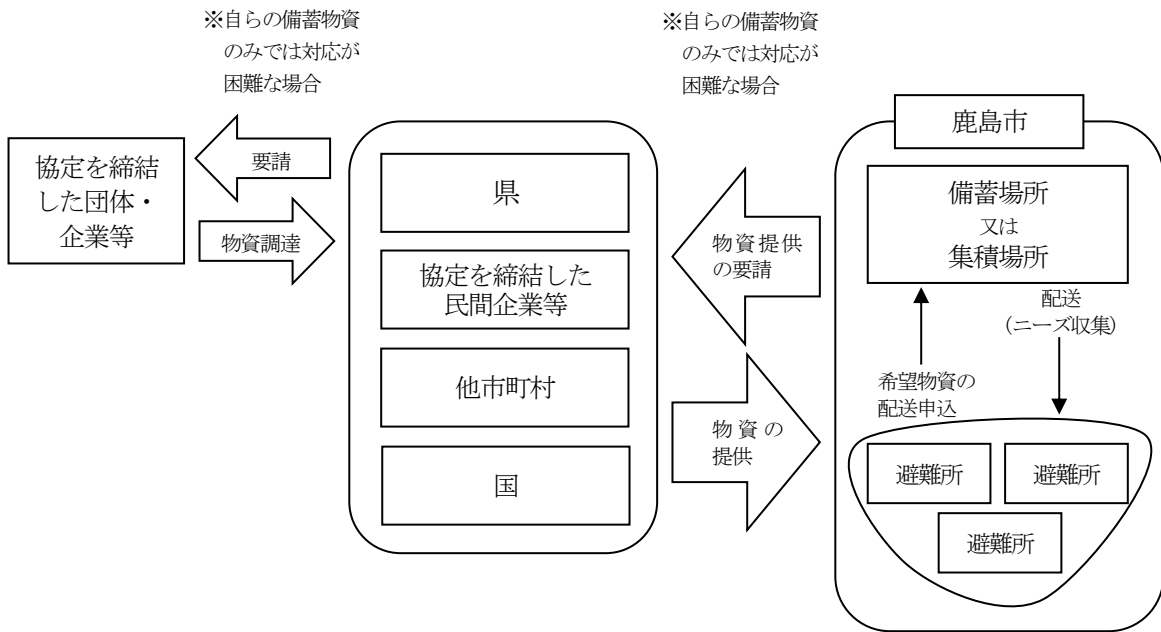 ※自らの備蓄物資
のみでは対応が
困難な場合
※自らの備蓄物資
のみでは対応が
困難な場合
協定を締結
した団体・
企業等
要請
物資調達
県
協定を締結した
民間企業等
他市町村
国
物資提供
の要請
物資の
提供
鹿島市
備蓄場所
又は
集積場所
配送
（ニーズ収集）
希望物資の
配送申込
避難所
避難所
避難所